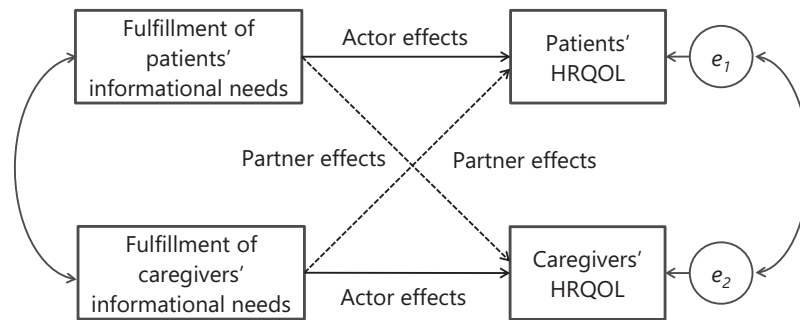 Fulfillment of
patients’
informational needs
Actor effects
Patients’
HRQOL
e1
Partner effects
Partner effects
Fulfillment of
caregivers’
informational needs
Actor effects
Caregivers’
HRQOL
e2